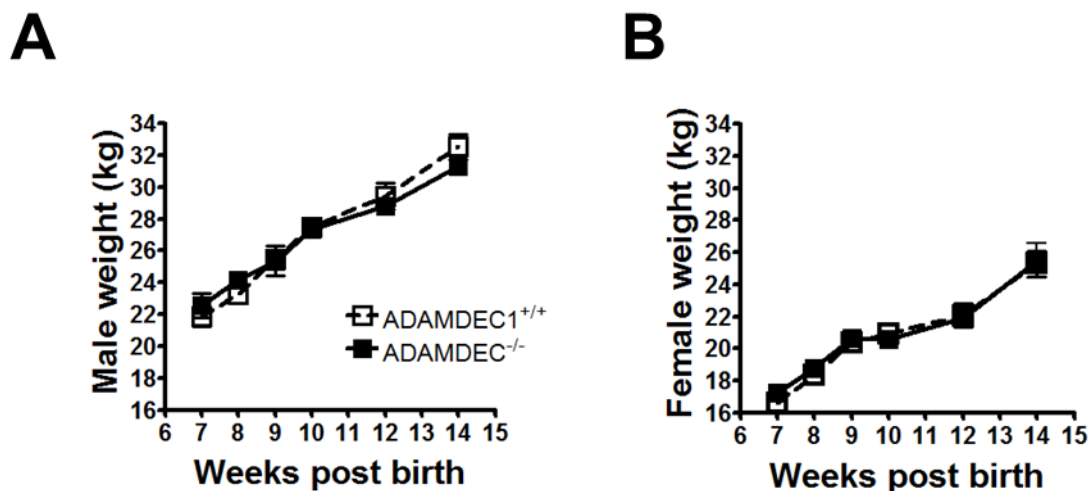 A
B
Male weight (kg)
34
32
30
28
26
24
22
20
18
16
6 7 8 9 10 11 12 13 14 15
Weeks post birth
ADAMDEC1+/+
ADAMDEC-/-
Female weight (kg)
34
32
30
28
26
24
22
20
18
16
6 7 8 9 10 11 12 13 14 15
Weeks post birth